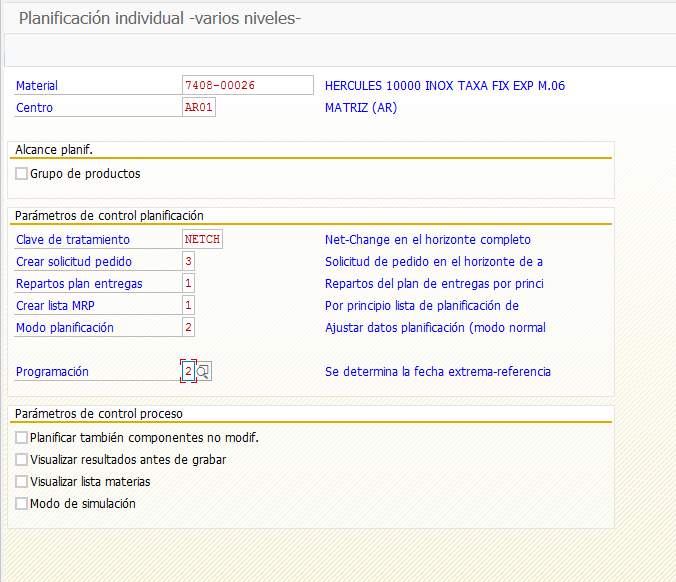 Planificación individual -varios niveles-
Material 7408-00026 HERCULES 10000 INOX TAXA FIX EXP M.06
Centro AR01 MATRIZ (AR)
Alcance planif.
Grupo de productos
Parámetros de control planificación
Clave de tratamiento NETCH Net-Change en el horizonte completo
Crear solicitud pedido 3 Solicitud de pedido en el horizonte de a
Repartos plan entregas 1 Repartos del plan de entregas por princi
Crear lista MRP 1 Por principio lista de planificación de
Modo planificación 2 Ajustar datos planificación (modo normal
Programación 2 Se determina la fecha extrema-referencia
Parámetros de control proceso
Planificar también componentes no modif.
Visualizar resultados antes de grabar
Visualizar lista materias
Modo de simulación